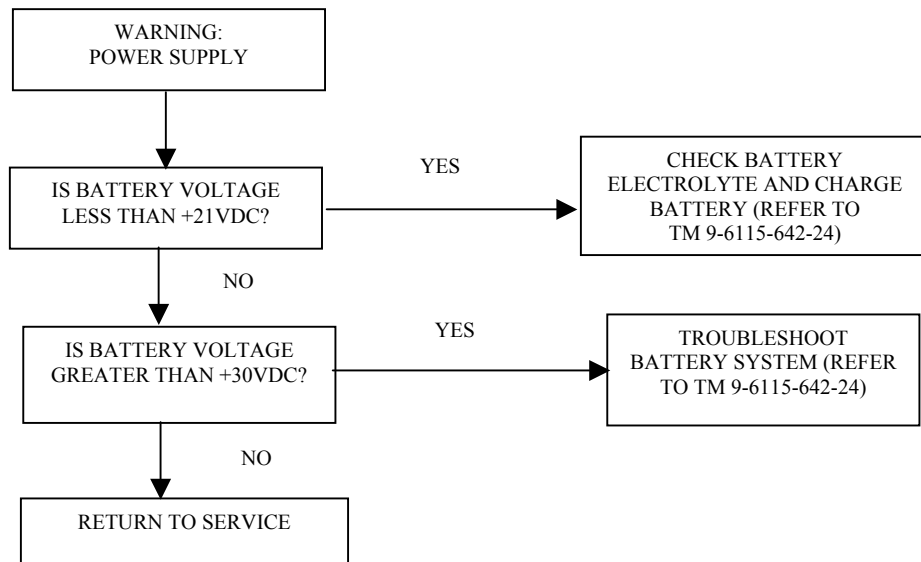 WARNING:
POWER SUPPLY
IS BATTERY VOLTAGE
LESS THAN +21VDC?
YES
CHECK BATTERY
ELECTROLYTE AND CHARGE
BATTERY (REFER TO
TM 9-6115-642-24)
NO
IS BATTERY VOLTAGE
GREATER THAN +30VDC?
YES
TROUBLESHOOT
BATTERY SYSTEM (REFER
TO TM 9-6115-642-24)
NO
RETURN TO SERVICE